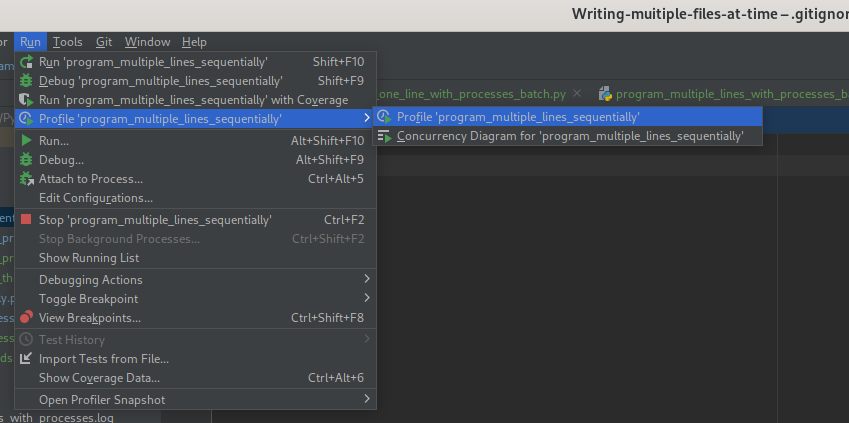 Writing-muitiple-files-at-time – .gitignor
or Run Tools Git Window Help
Run 'program_multiple_lines_sequentially' Shift+F10
Debug 'program_multiple_lines_sequentially' Shift+F9
Run 'program_multiple_lines_sequentially' with Coverage
_one_line_with_processes_batch.py
program_multiple_lines_with_processes_b
Profile 'program_multiple_lines_sequentially'
Profile 'program_multiple_lines_sequentially'
Concurrency Diagram for 'program_multiple_lines_sequentially'
Run... Alt+Shift+F10
Debug... Alt+Shift+F9
Attach to Process... Ctrl+Alt+5
Edit Configurations...
Stop 'program_multiple_lines_sequentially' Ctrl+F2
Stop Background Processes... Ctrl+Shift+F2
Show Running List
Debugging Actions
Toggle Breakpoint
View Breakpoints... Ctrl+Shift+F8
Test History
Import Tests from File...
Show Coverage Data... Ctrl+Alt+6
Open Profiler Snapshot
s_with_processes.log